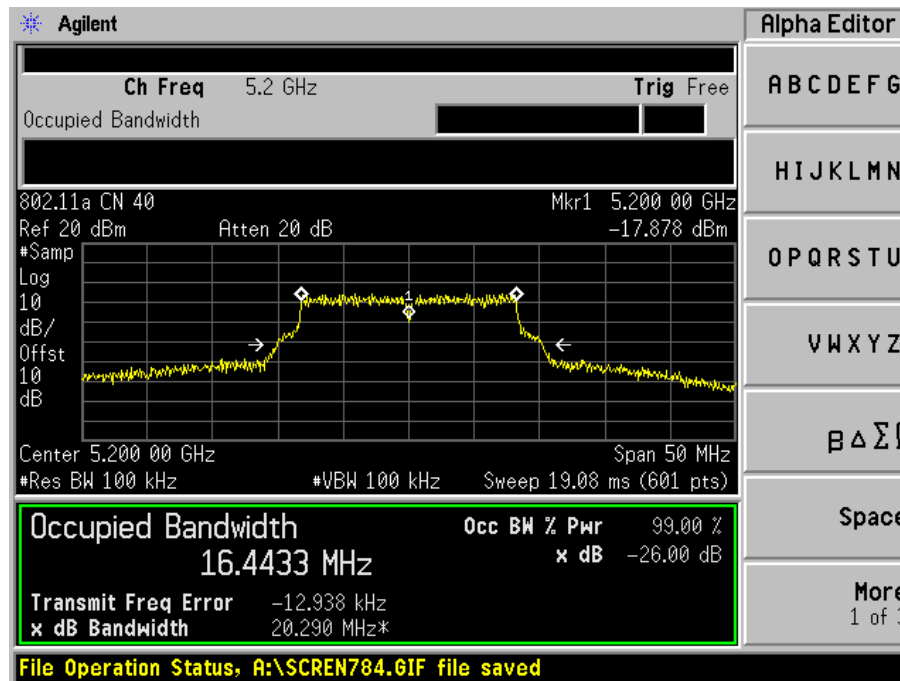 Agilent
Alpha Editor
Ch Freq 5.2 GHz Trig Free
Occupied Bandwidth
802.11a CN 40 Mkr1 5.200 00 GHz
Ref 20 dBm Atten 20 dB -17.878 dBm
#Samp
Log
10
dB/
Offst
10
dB
1
Center 5.200 00 GHz Span 50 MHz
#Res BW 100 kHz #VBW 100 kHz Sweep 19.08 ms (601 pts)
Occupied Bandwidth Occ BW % Pwr 99.00 %
16.4433 MHz x dB -26.00 dB
Transmit Freq Error -12.938 kHz
x dB Bandwidth 20.290 MHz*
File Operation Status, A:\SCREN784.GIF file saved
A B C D E F G
H I J K L M N
O P Q R S T U
V W X Y Z
Space
More
1 of